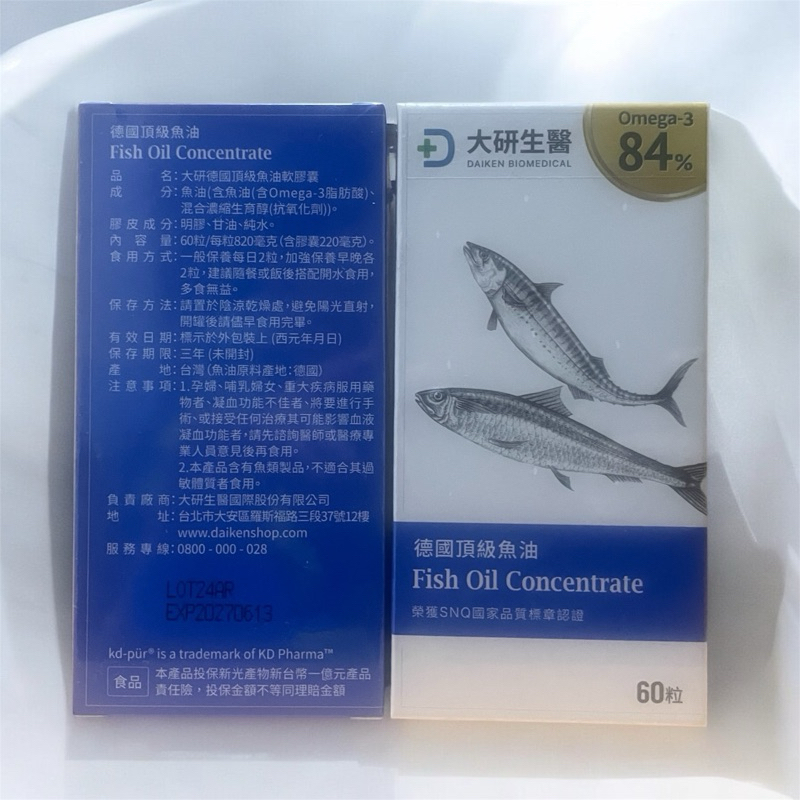 德國頂級魚油
Fish Oil Concentrate
品 名:大研德國頂級魚油軟膠囊
成 分:魚油(含魚油(含Omega-3脂肪酸)、
混合濃縮生育醇(抗氧化劑))。
膠皮成分:明膠、甘油、純水。
內容量:60粒/每粒820毫克(含膠囊220毫克)。
食用方式:一般保養每日2粒,加強保養早晚各
2粒,建議隨餐或飯後搭配開水食用,
多食無益。
保存方法:請置於陰涼乾燥處,避免陽光直射,
開罐後請儘早食用完畢。
有效日期:標示於外包裝上(西元年月日)
保存期限:三年(未開封)
產 地:台灣(魚油原料產地:德國)
注意事項:1.孕婦、哺乳婦女、重大疾病服用藥
物者、凝血功能不佳者、將要進行手
術、或接受任何治療其可能影響血液
凝血功能者,請先諮詢醫師或醫療專
業人員意見後再食用。
2.本產品含有魚類製品,不適合其過
敏體質者食用。
負責廠商:大研生醫國際股份有限公司
地 址:台北市大安區羅斯福路三段37號12樓
www.daikenshop.com
服務專線:0800-000-028
LOT24AR
EXP20270613
kd-pür® is a trademark of KD Pharma™
食品
本產品投保新光產物新台幣一億元產品
責任險,投保金額不等同理賠金額
大研生醫
DAIKEN BIOMEDICAL
Omega-3
84%
德國頂級魚油
Fish Oil Concentrate
榮獲SNQ國家品質標章認證
60粒